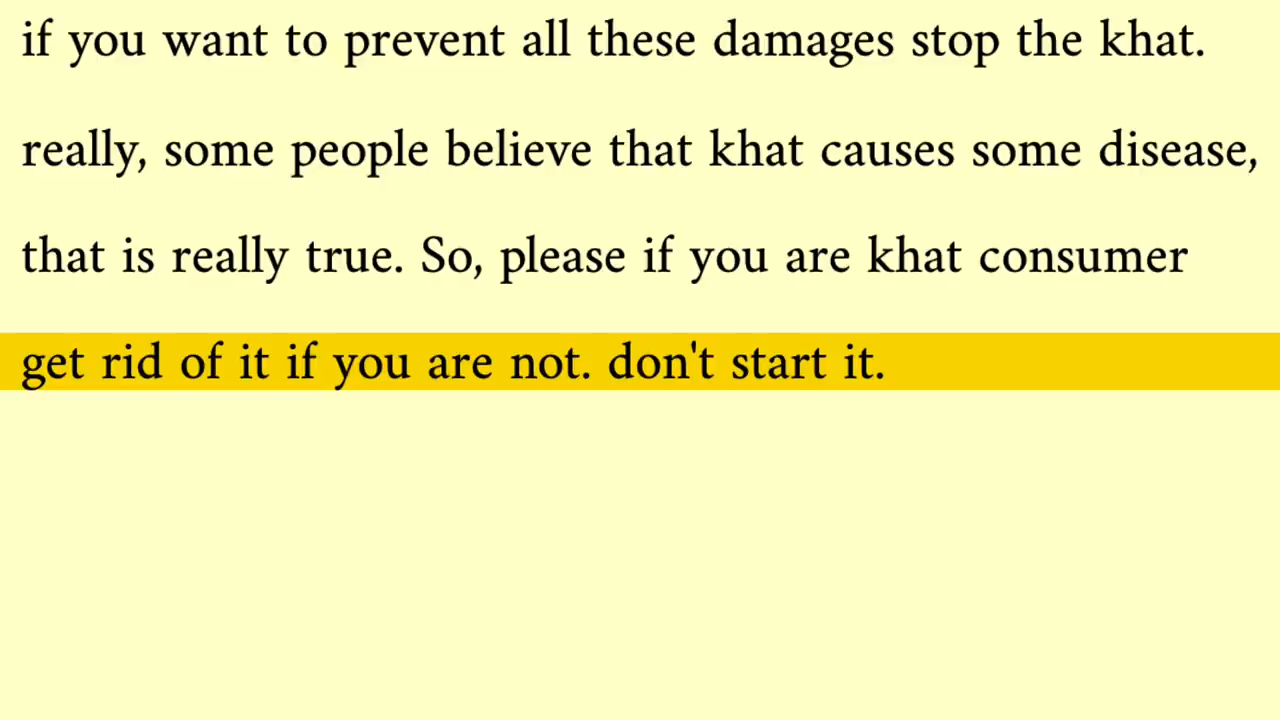 if you want to prevent all these damages stop the khat.
really, some people believe that khat causes some disease,
that is really true. So, please if you are khat consumer
get rid of it if you are not. don't start it.